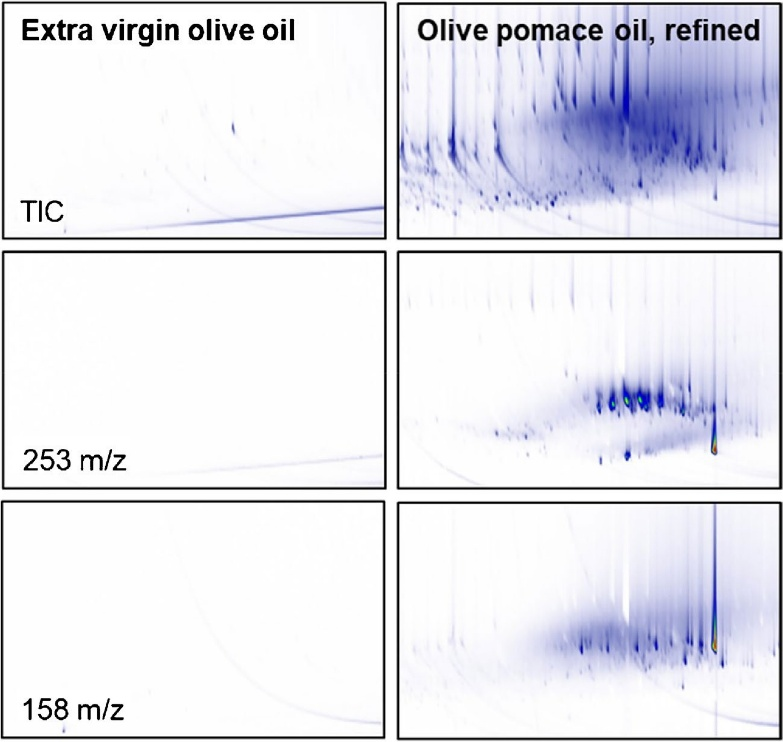 Extra virgin olive oil
Olive pomace oil, refined
TIC
253 m/z
158 m/z